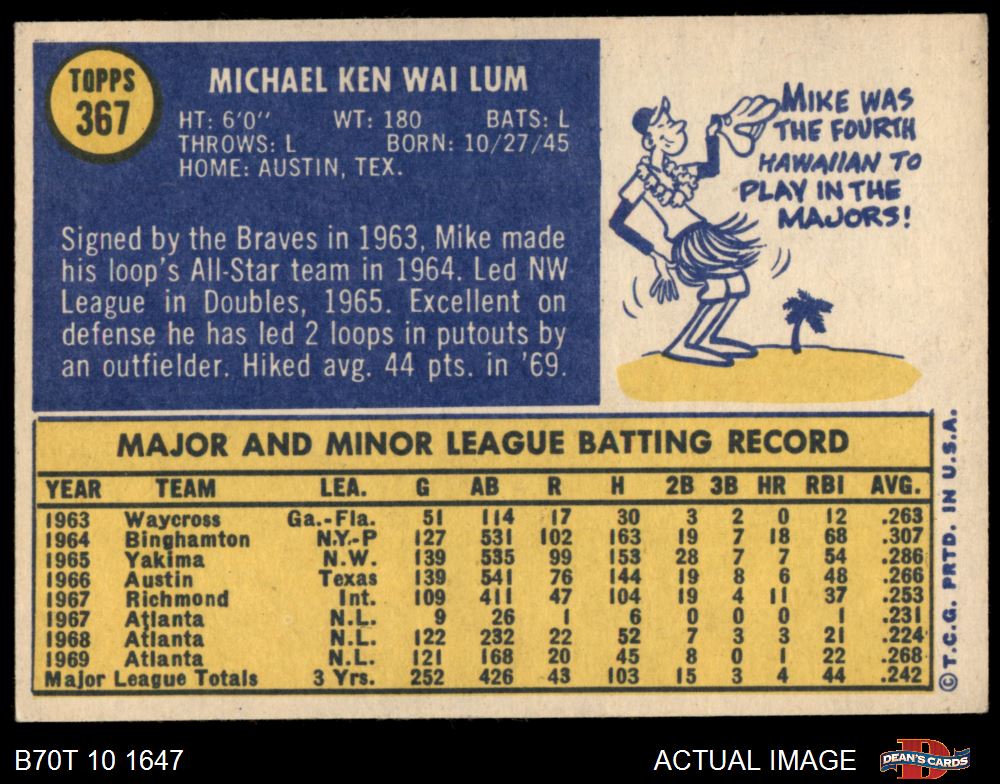 TOPPS
367
MICHAEL KEN WAI LUM
HT: 6'0" WT: 180 BATS: L
THROWS: L BORN: 10/27/45
HOME: AUSTIN, TEX.
Signed by the Braves in 1963, Mike made
his loop's All-Star team in 1964. Led NW
League in Doubles, 1965. Excellent on
defense he has led 2 loops in putouts by
an outfielder. Hiked avg. 44 pts. in '69.
MIKE WAS
THE FOURTH
HAWAIIAN TO
PLAY IN THE
MAJORS!
MAJOR AND MINOR LEAGUE BATTING RECORD
YEAR TEAM LEA. G AB R H 2B 3B HR RBI AVG.
1963 Waycross Ga.-Fla. 51 114 17 30 3 2 0 12 .263
1964 Binghamton N.Y.-P 127 531 102 163 19 7 18 68 .307
1965 Yakima N.W. 139 535 99 153 28 7 7 54 .286
1966 Austin Texas 139 541 76 144 19 8 6 48 .266
1967 Richmond Int. 109 411 47 104 19 4 11 37 .253
1967 Atlanta N.L. 9 26 1 6 0 0 0 1 .231
1968 Atlanta N.L. 122 232 22 52 7 3 3 21 .224
1969 Atlanta N.L. 121 168 20 45 8 0 1 22 .268
Major League Totals 3 Yrs. 252 426 43 103 15 3 4 44 .242
© T.C.G. PRTD. IN U.S.A.
B70T 10 1647 ACTUAL IMAGE DEAN'S CARDS